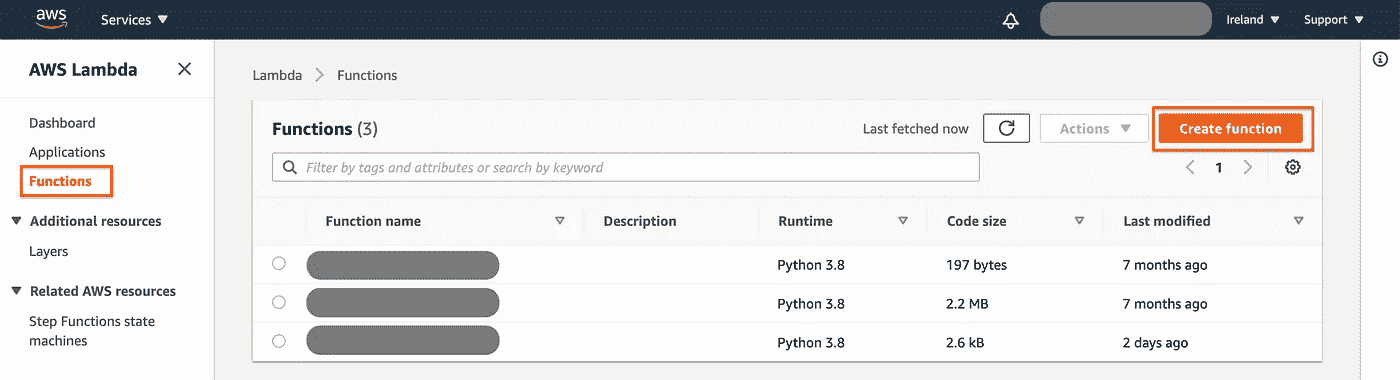 aws Services Ireland Support
AWS Lambda
Dashboard
Applications
Functions
Additional resources
Layers
Related AWS resources
Step Functions state
machines
Lambda Functions
Functions (3) Last fetched now Actions Create function
Filter by tags and attributes or search by keyword 1
Function name Description Runtime Code size Last modified
Python 3.8 197 bytes 7 months ago
Python 3.8 2.2 MB 7 months ago
Python 3.8 2.6 kB 2 days ago